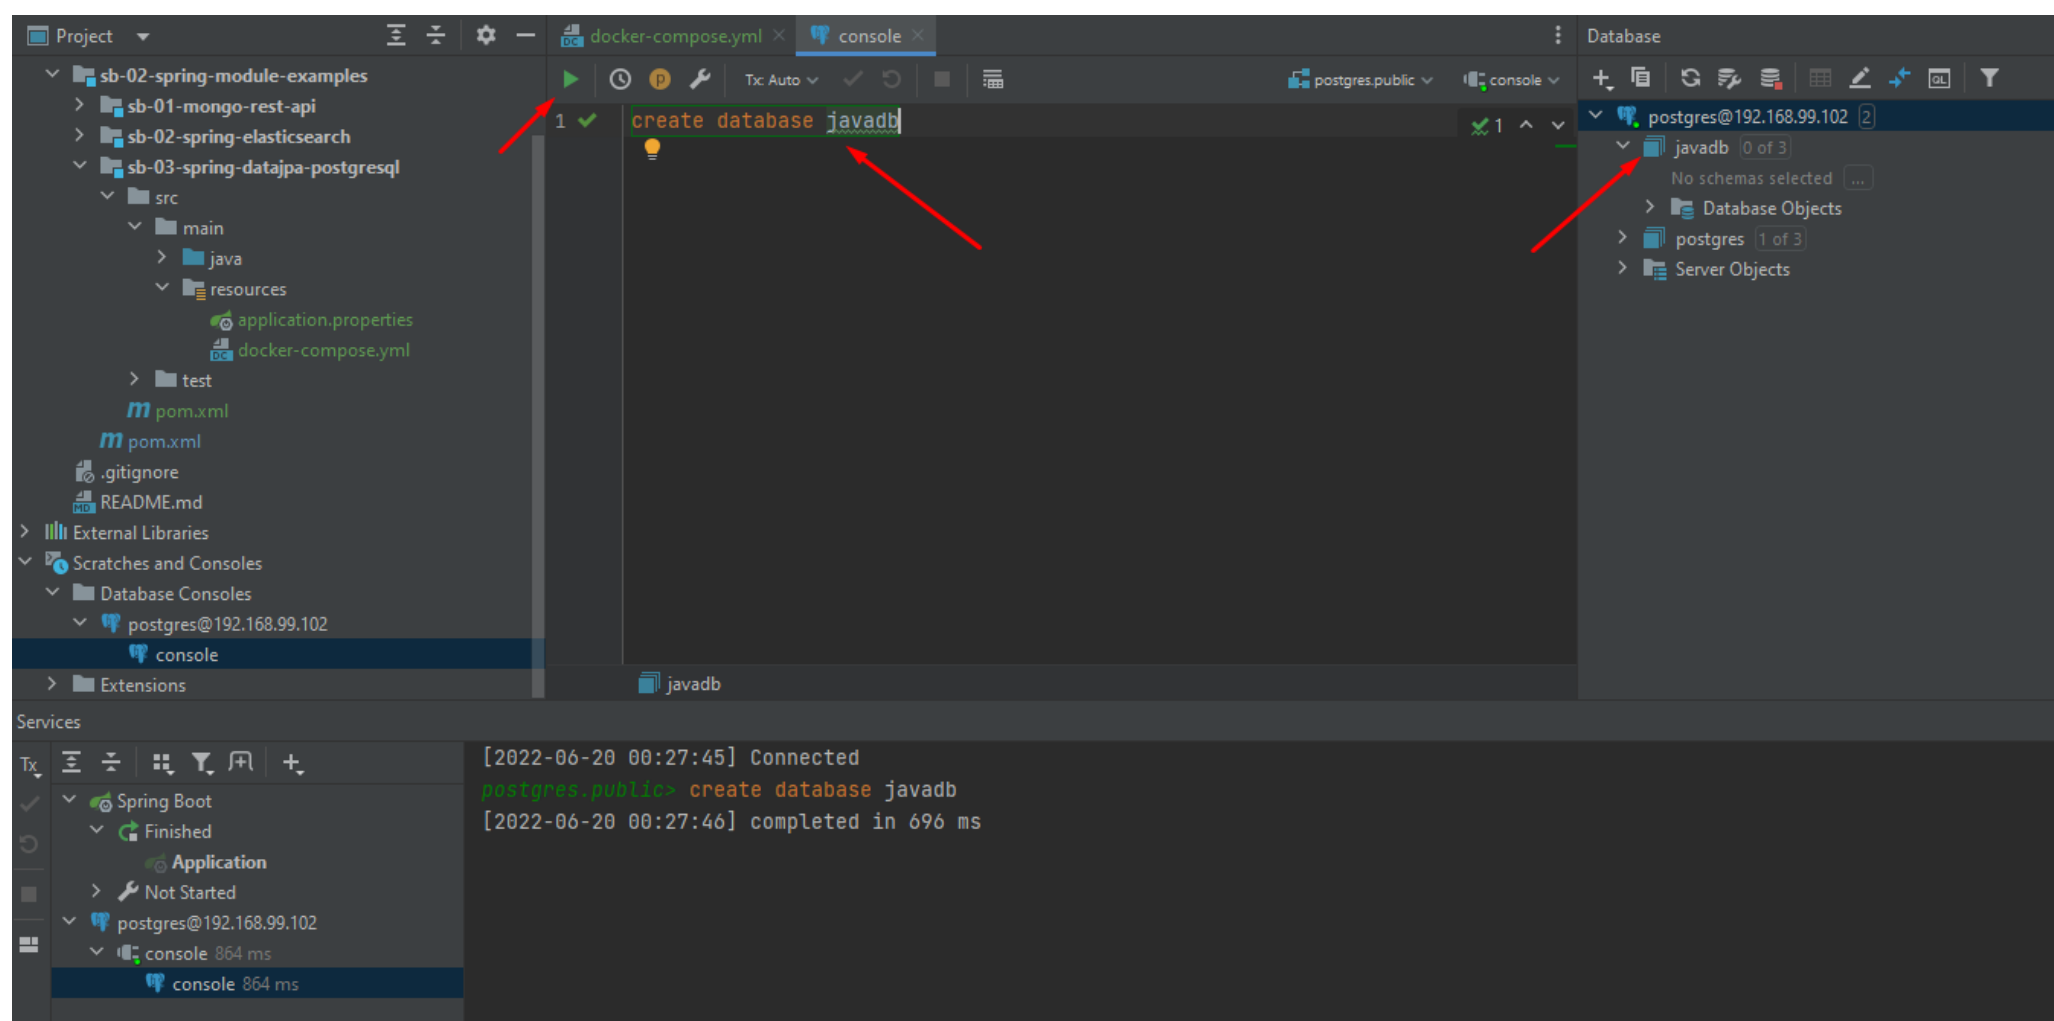 Project
docker-compose.yml
console
Database
sb-02-spring-module-examples
sb-01-mongo-rest-api
sb-02-spring-elasticsearch
sb-03-spring-datajpa-postgresql
src
main
java
resources
application.properties
docker-compose.yml
test
pom.xml
pom.xml
.gitignore
README.md
External Libraries
Scratches and Consoles
Database Consoles
postgres@192.168.99.102
console
Extensions
Tx: Auto
postgres.public
console
1 create database javadb
1
javadb
QL
postgres@192.168.99.102 2
javadb 0 of 3
No schemas selected ...
Database Objects
postgres 1 of 3
Server Objects
Services
Tx
Spring Boot
Finished
Application
Not Started
postgres@192.168.99.102
console 864 ms
console 864 ms
[2022-06-20 00:27:45] Connected
postgres.public> create database javadb
[2022-06-20 00:27:46] completed in 696 ms